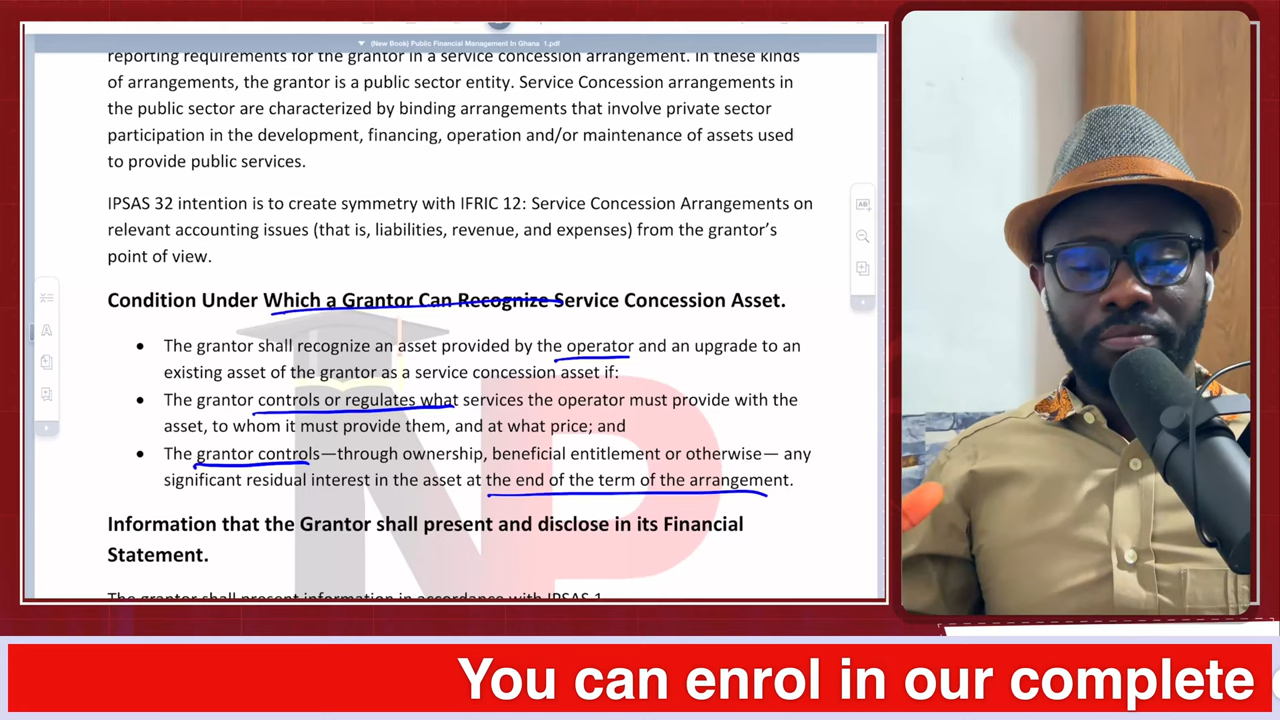 (New Book) Public Financial Management In Ghana 1.pdf
reporting requirements for the grantor in a service concession arrangement. In these kinds
of arrangements, the grantor is a public sector entity. Service Concession arrangements in
the public sector are characterized by binding arrangements that involve private sector
participation in the development, financing, operation and/or maintenance of assets used
to provide public services.
IPSAS 32 intention is to create symmetry with IFRIC 12: Service Concession Arrangements on
relevant accounting issues (that is, liabilities, revenue, and expenses) from the grantor's
point of view.
Condition Under Which a Grantor Can Recognize Service Concession Asset.
• The grantor shall recognize an asset provided by the operator and an upgrade to an
existing asset of the grantor as a service concession asset if:
• The grantor controls or regulates what services the operator must provide with the
asset, to whom it must provide them, and at what price; and
• The grantor controls—through ownership, beneficial entitlement or otherwise— any
significant residual interest in the asset at the end of the term of the arrangement.
Information that the Grantor shall present and disclose in its Financial
Statement.
The grantor shall present information in accordance with IPSAS 1
You can enrol in our complete